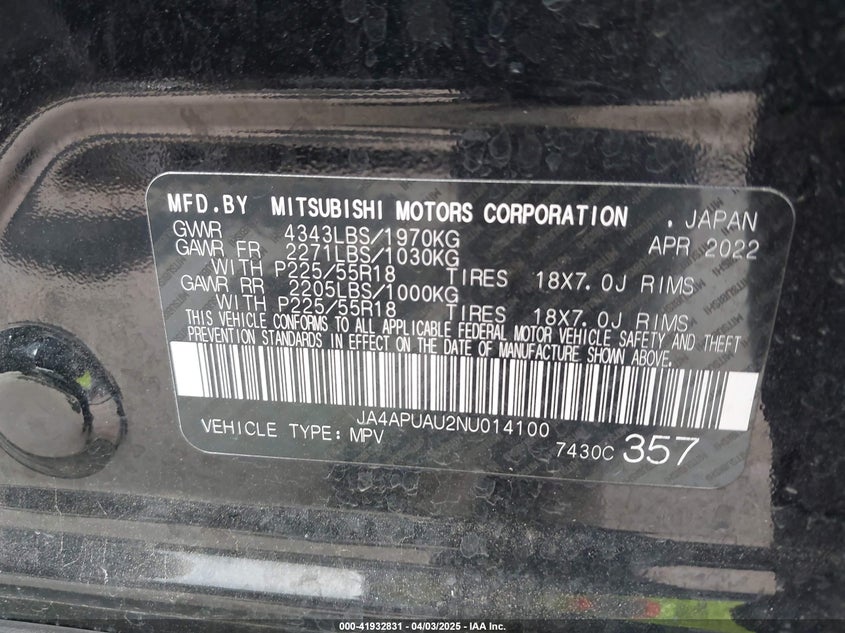 MFD.BY MITSUBISHI MOTORS CORPORATION , JAPAN
GVWR 4343LBS/1970KG APR 2022
GAWR FR 2271LBS/1030KG
WITH P225/55R18 TIRES 18X7.0J RIMS
GAWR RR 2205LBS/1000KG
WITH P225/55R18 TIRES 18X7.0J RIMS
THIS VEHICLE CONFORMS TO ALL APPLICABLE FEDERAL MOTOR VEHICLE SAFETY AND THEFT
PREVENTION STANDARDS IN EFFECT ON THE DATE OF MANUFACTURE SHOWN ABOVE.
JA4APUAU2NU014100
VEHICLE TYPE: MPV 7430C 357
000-41932831 - 04/03/2025 - IAA Inc.